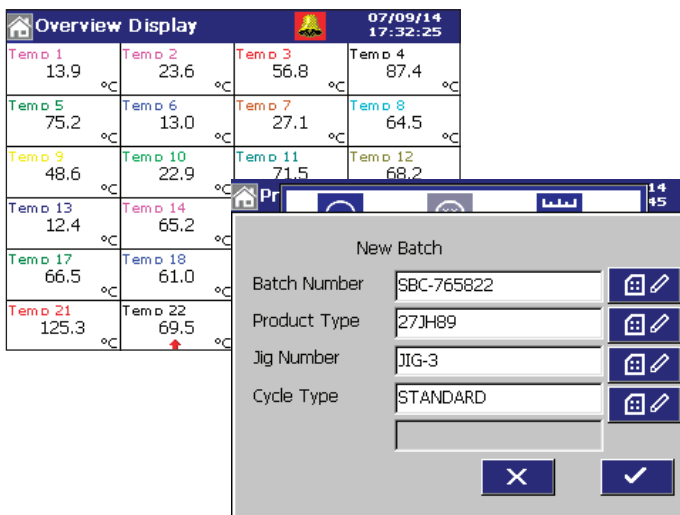 Overview Display
07/09/14
17:32:25
Temp 1 Temp 2 Temp 3 Temp 4
13.9 23.6 56.8 87.4
°C °C °C °C
Temp 5 Temp 6 Temp 7 Temp 8
75.2 13.0 27.1 64.5
°C °C °C °C
Temp 9 Temp 10 Temp 11 Temp 12
48.6 22.9 71.5 68.2
°C °C
Temp 13 Temp 14
12.4 65.2
°C °C
Temp 17 Temp 18
66.5 61.0
°C °C
Temp 21 Temp 22
125.3 69.5
°C °C
Pr
14
45
New Batch
Batch Number SBC-765822
Product Type 27JH89
Jig Number JIG-3
Cycle Type STANDARD